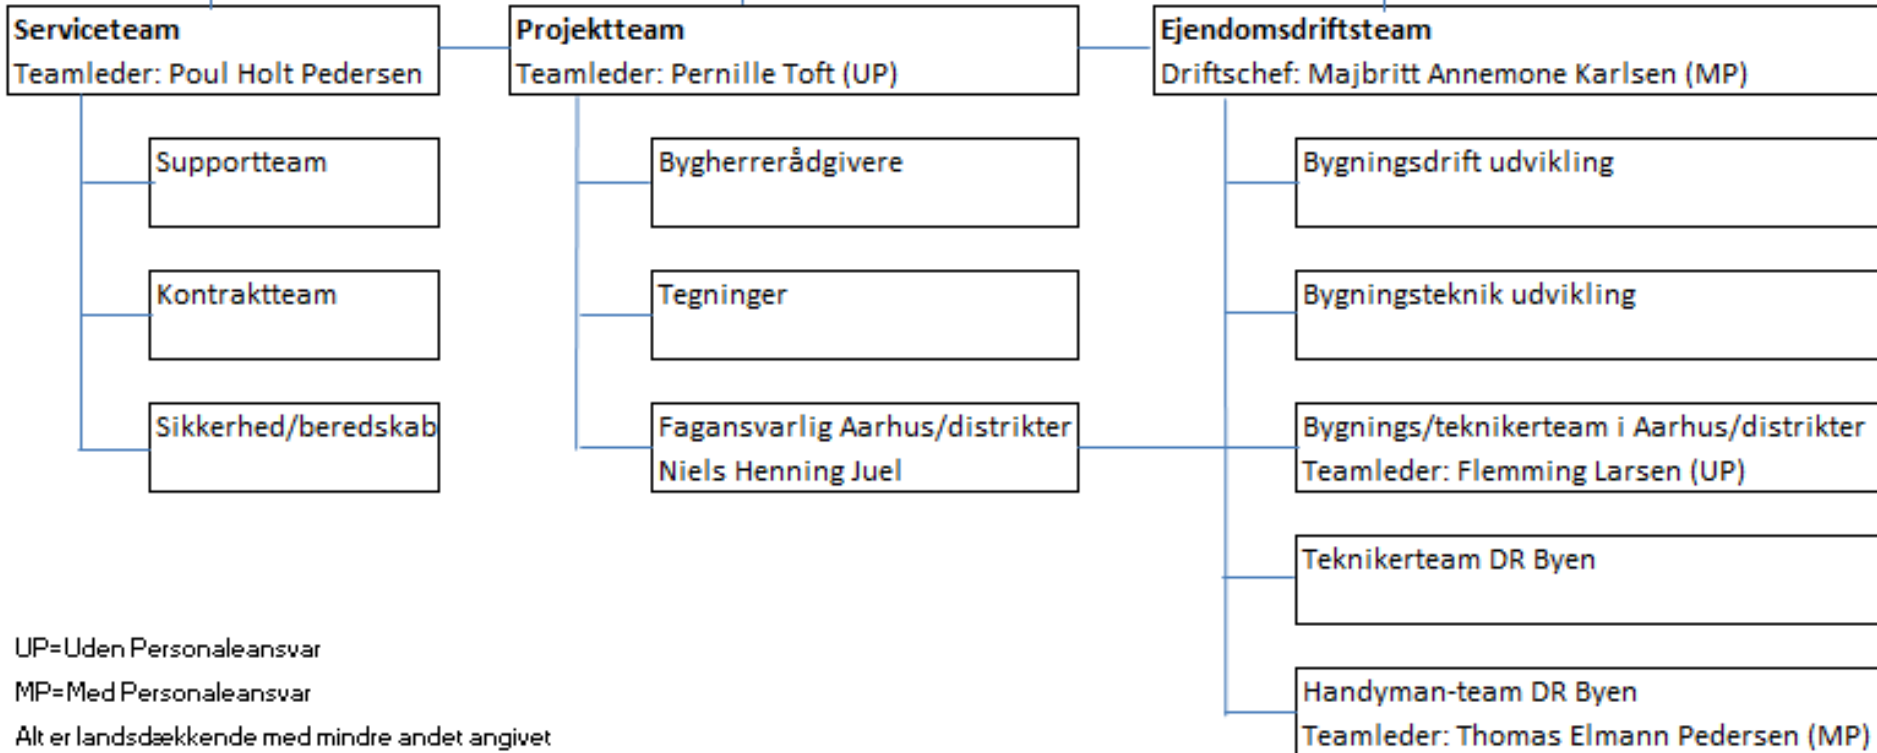 Serviceteam
Teamleder: Poul Holt Pedersen
Supportteam
Kontraktteam
Sikkerhed/beredskab
Projektteam
Teamleder: Pernille Toft (UP)
Bygherrerådgivere
Tegninger
Fagansvarlig Aarhus/distrikter
Niels Henning Juel
Ejendomsdriftsteam
Driftschef: Majbritt Annemone Karlsen (MP)
Bygningsdrift udvikling
Bygningsteknik udvikling
Bygnings/teknikerteam i Aarhus/distrikter
Teamleder: Flemming Larsen (UP)
Teknikerteam DR Byen
Handyman-team DR Byen
Teamleder: Thomas Elmann Pedersen (MP)
UP=Uden Personaleansvar
MP=Med Personaleansvar
Alt er landsdækkende med mindre andet angivet